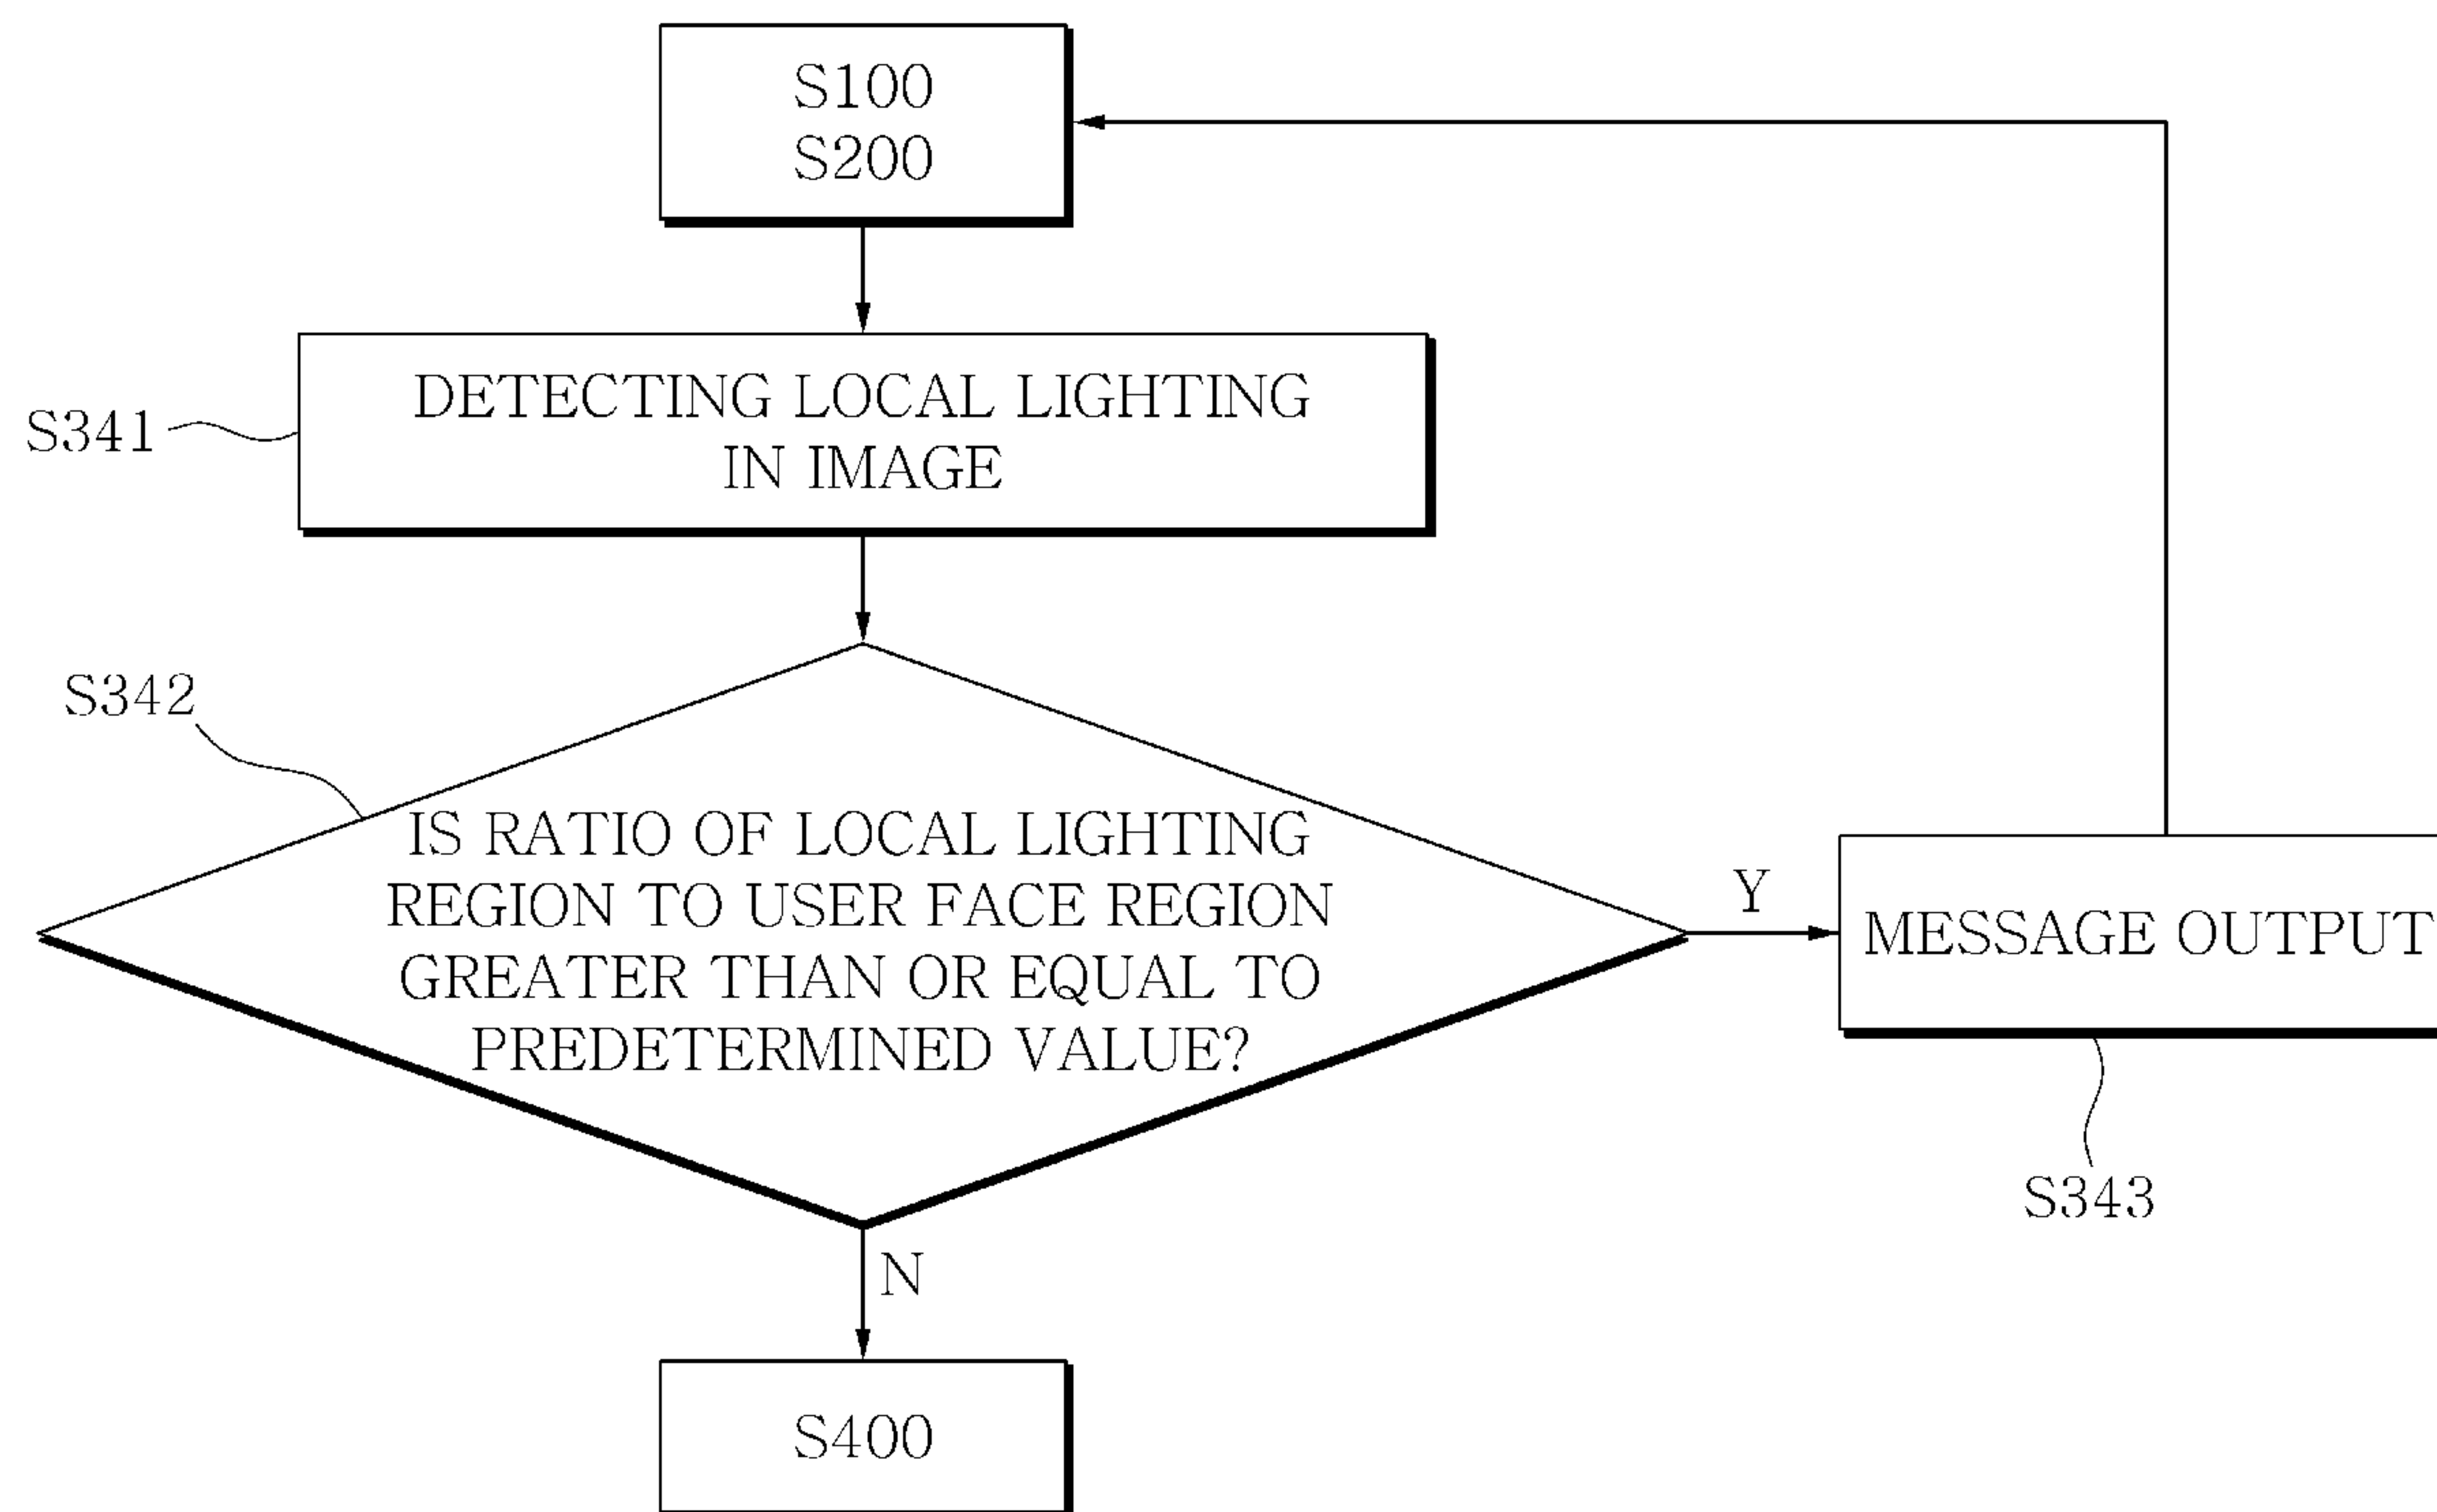 S100
S200
DETECTING LOCAL LIGHTING
IN IMAGE
S341
S342
IS RATIO OF LOCAL LIGHTING
REGION TO USER FACE REGION
GREATER THAN OR EQUAL TO
PREDETERMINED VALUE?
Y
MESSAGE OUTPUT
S343
N
S400